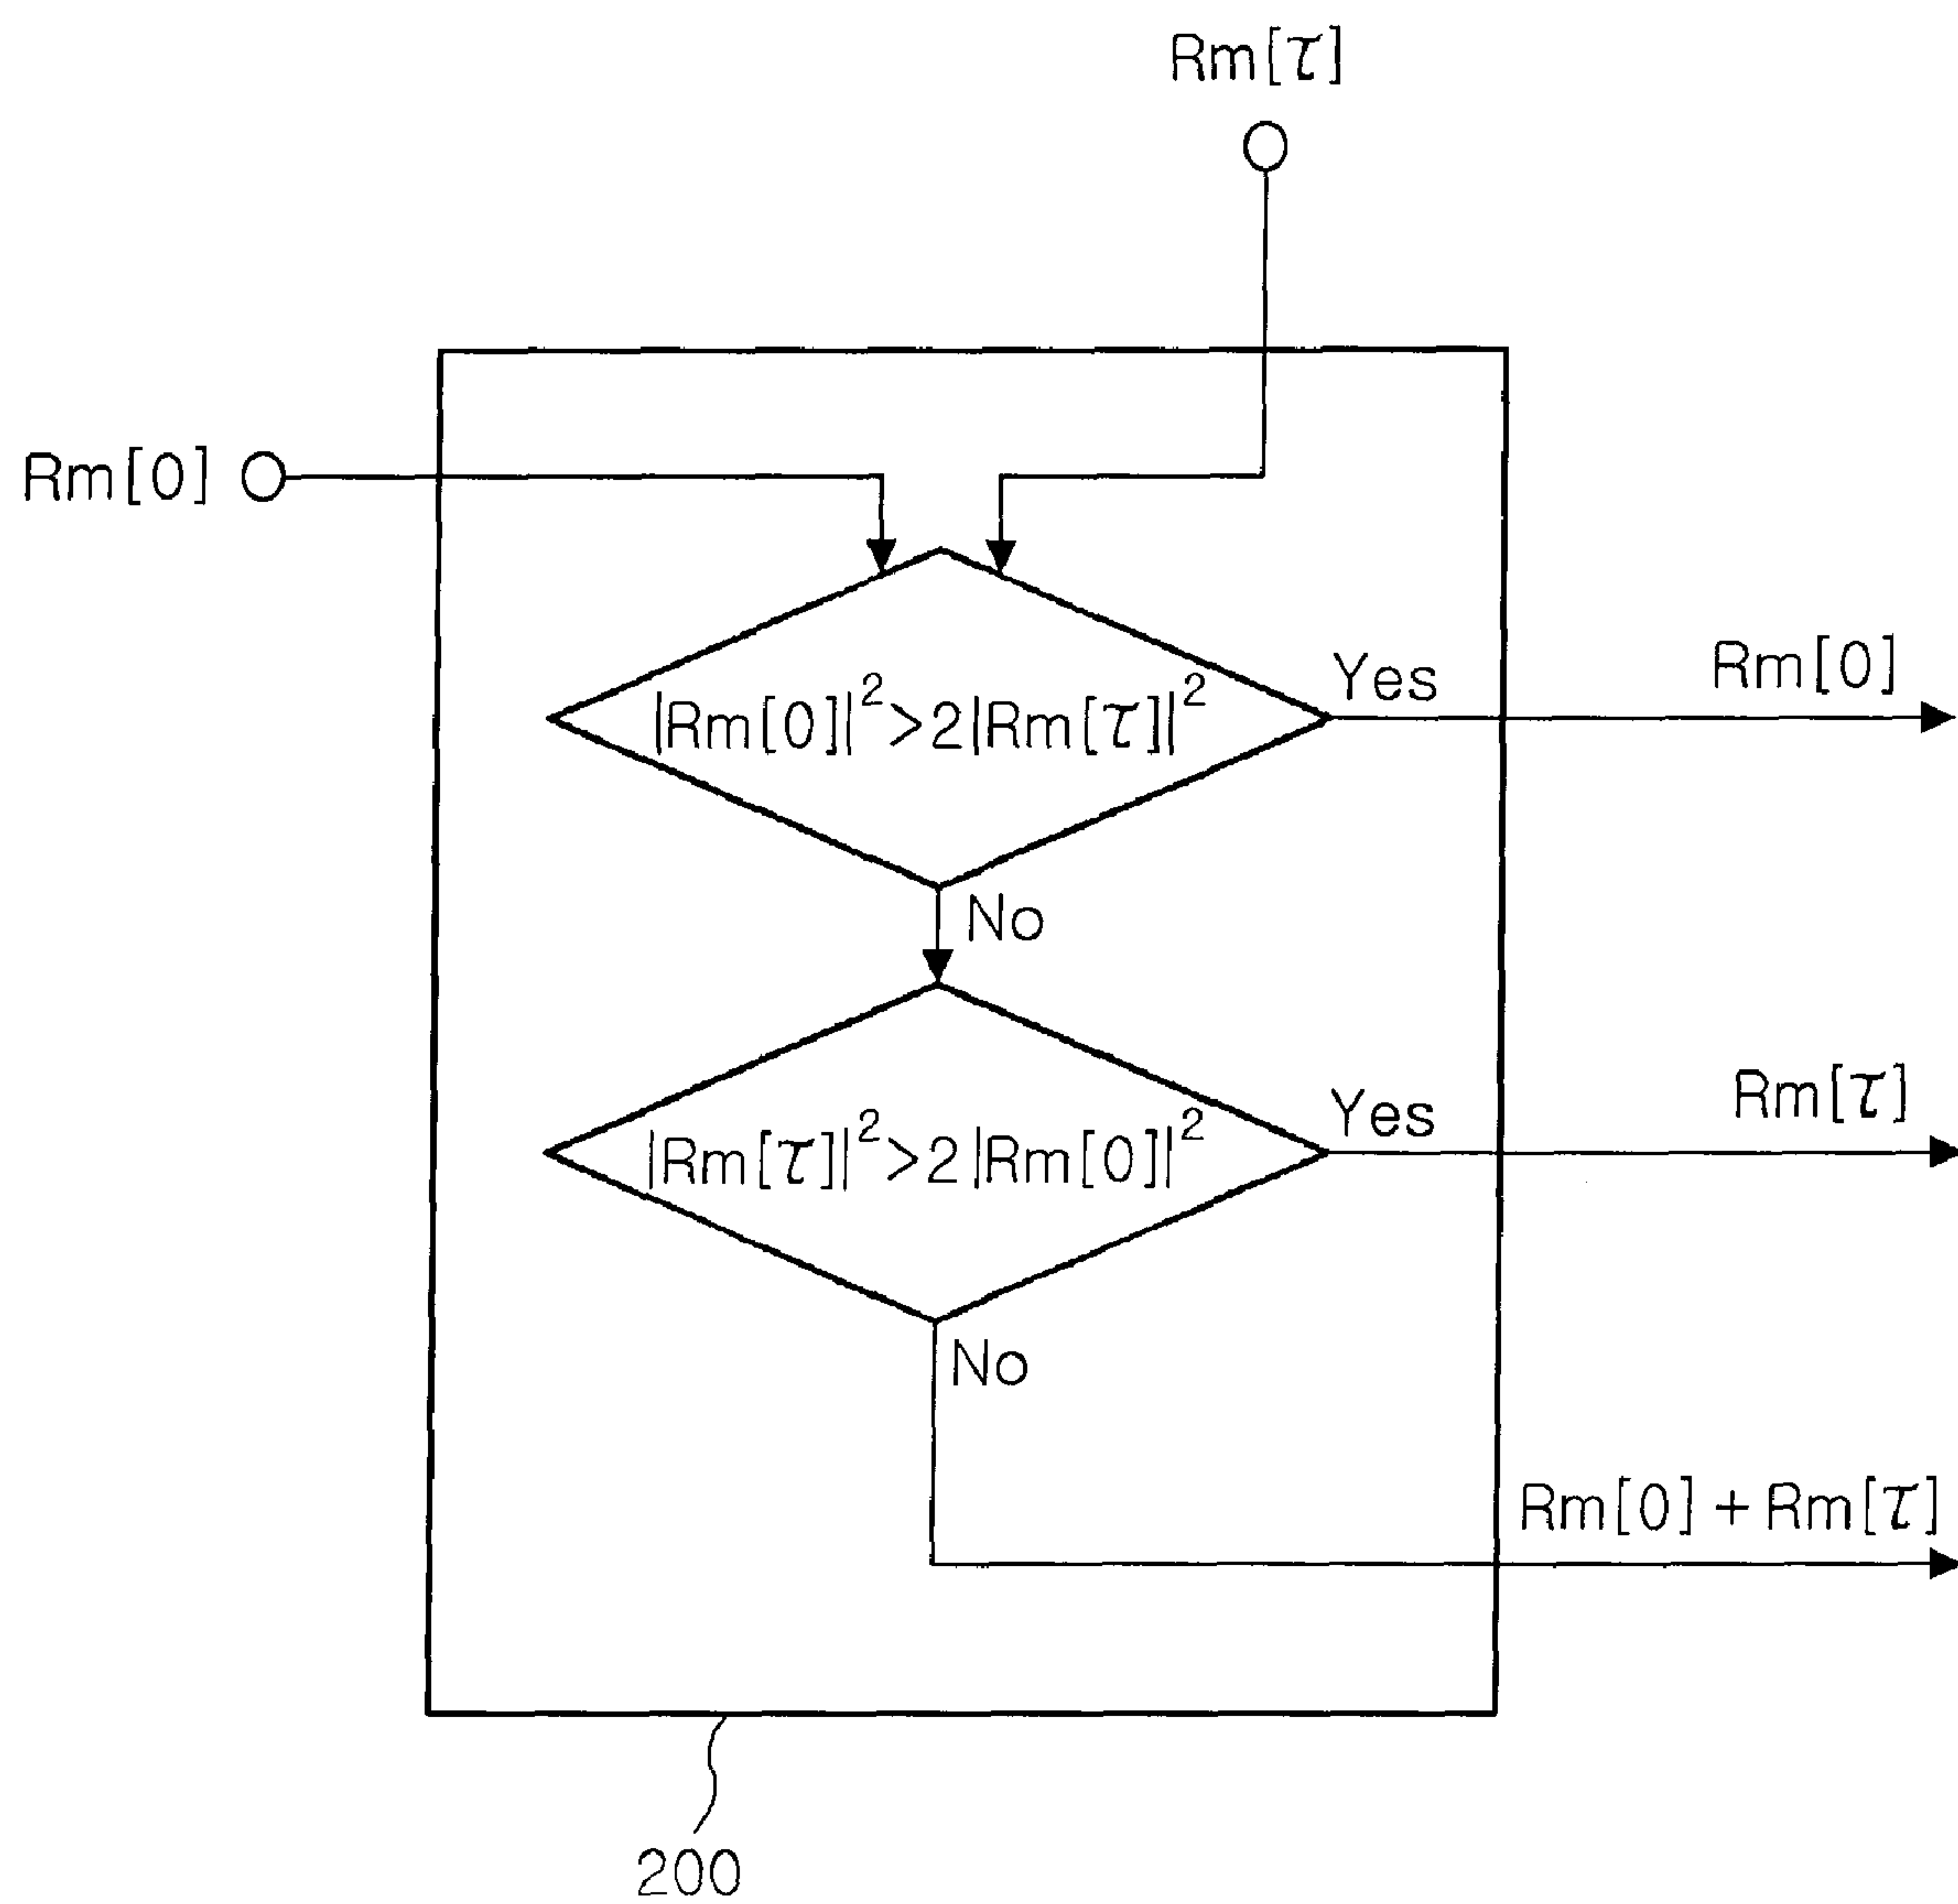 Rm[τ]
Rm[0]
|Rm[0]|²>2|Rm[τ]|²
Yes
Rm[0]
No
|Rm[τ]|²>2|Rm[0]|²
Yes
Rm[τ]
No
Rm[0]+Rm[τ]
200